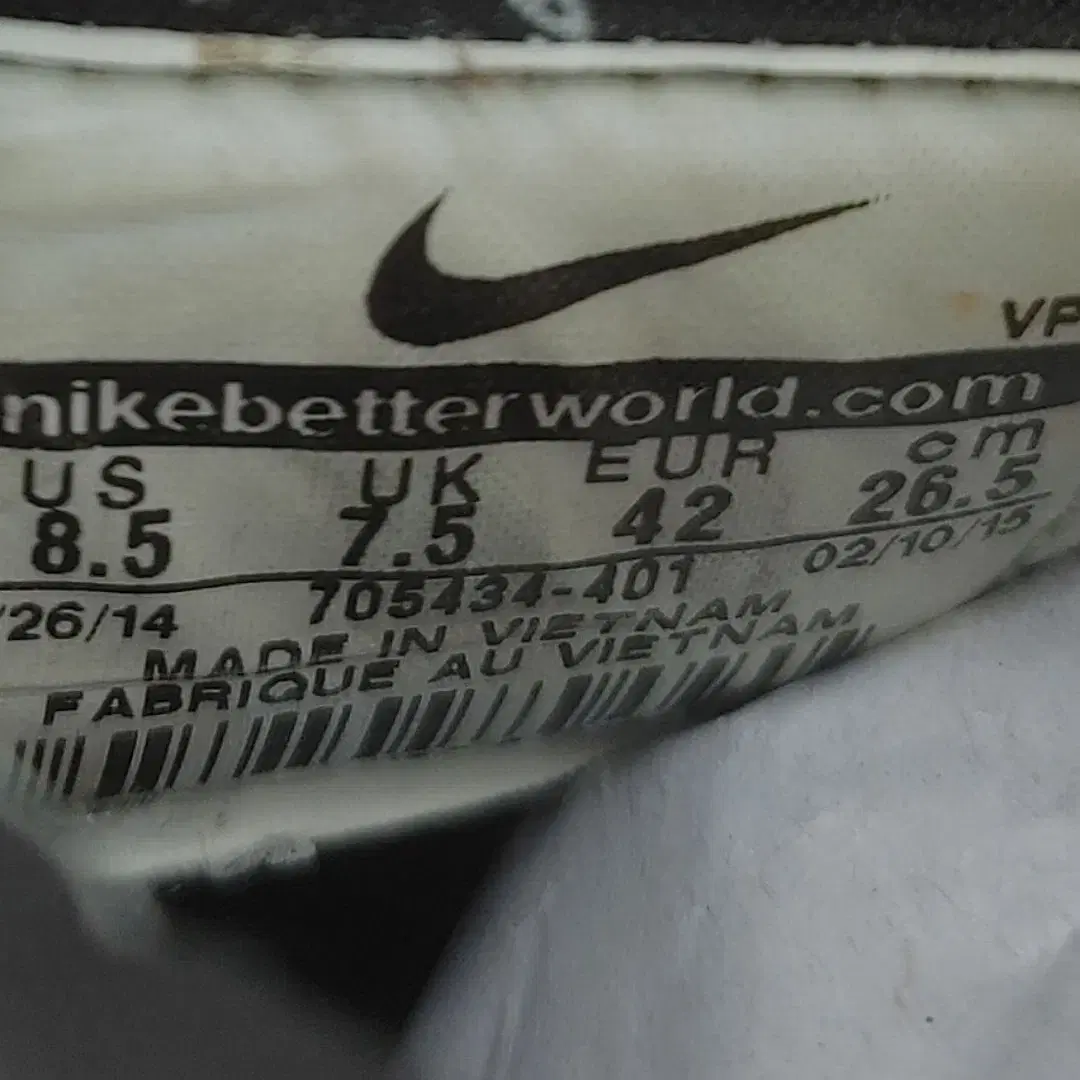 VP
nikebetterworld.com
US UK EUR cm
8.5 7.5 42 26.5
/26/14 705434-401 02/10/15
MADE IN VIETNAM
FABRIQUE AU VIETNAM